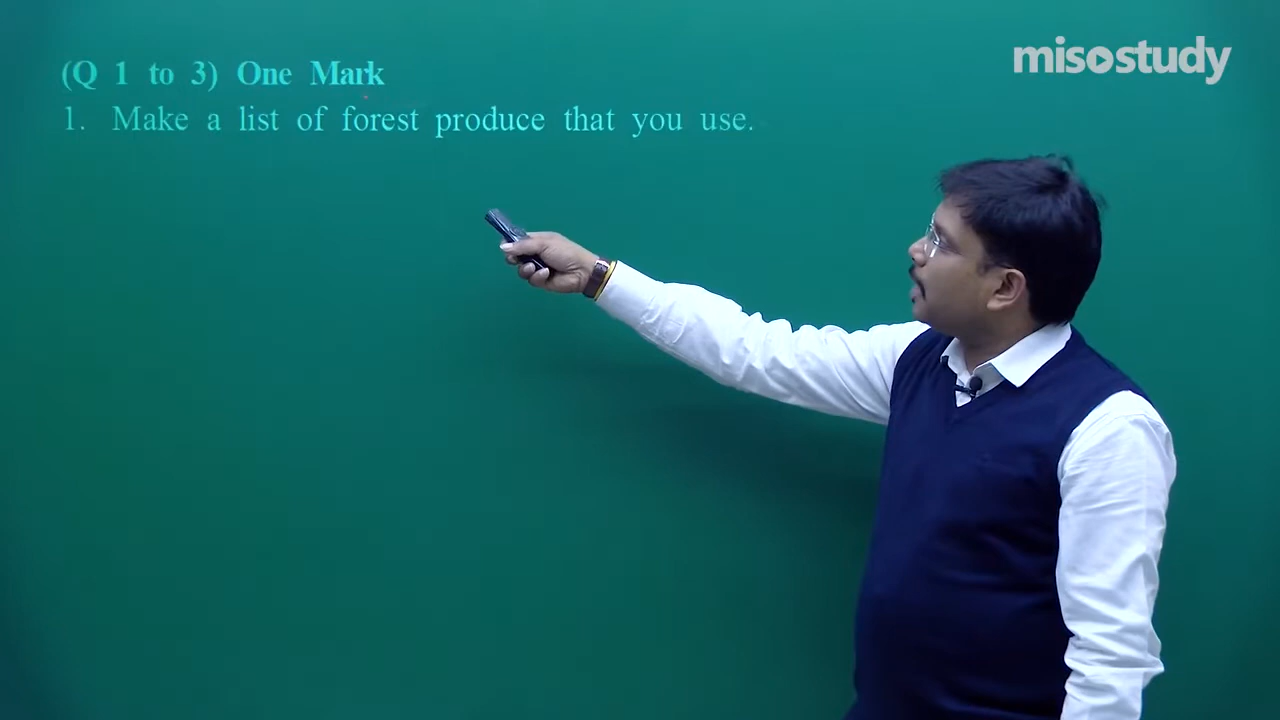 misostudy
(Q 1 to 3) One Mark
1. Make a list of forest produce that you use.